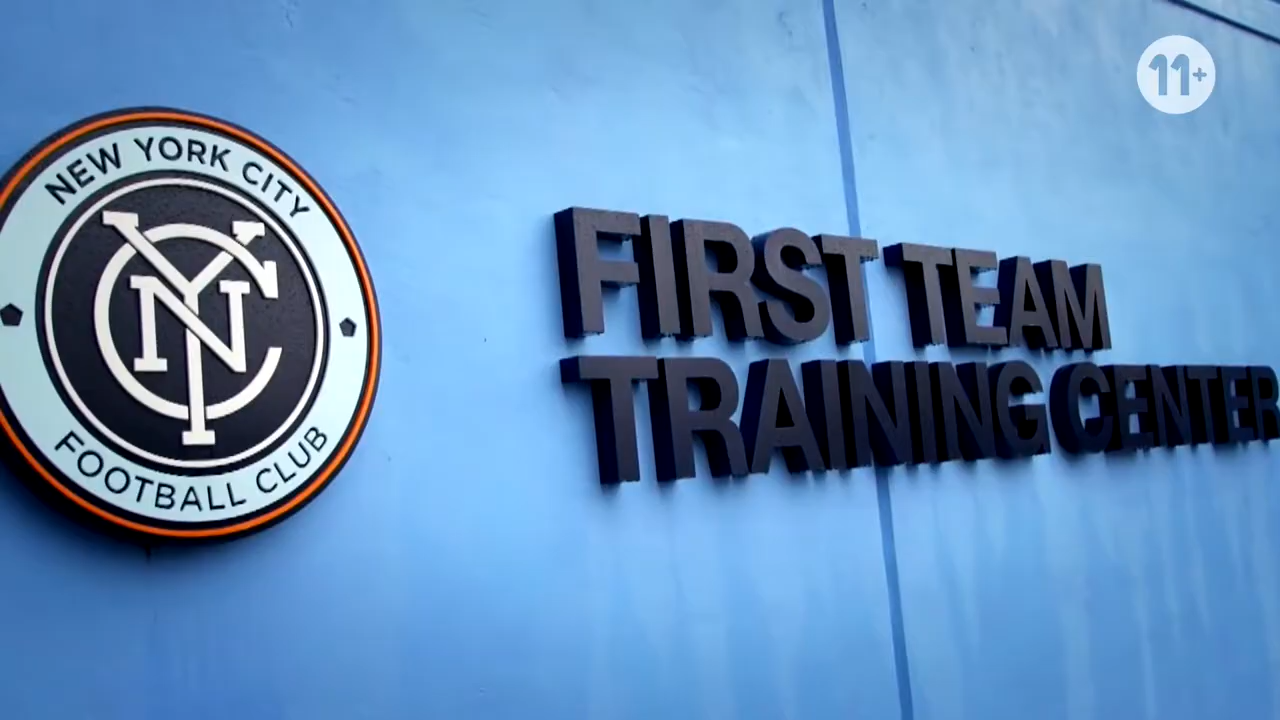 NEW YORK CITY
NYC
FOOTBALL CLUB
FIRST TEAM
TRAINING CENTER
11+